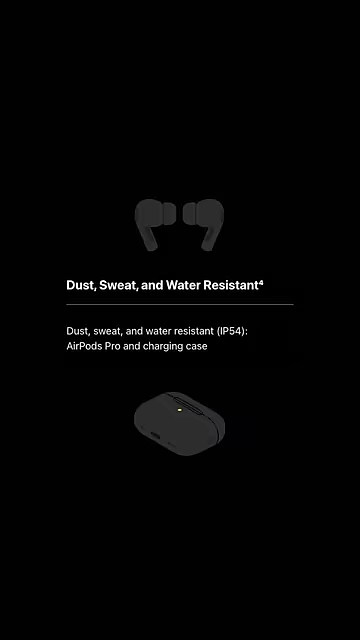 Dust, Sweat, and Water Resistant⁴
Dust, sweat, and water resistant (IP54):
AirPods Pro and charging case